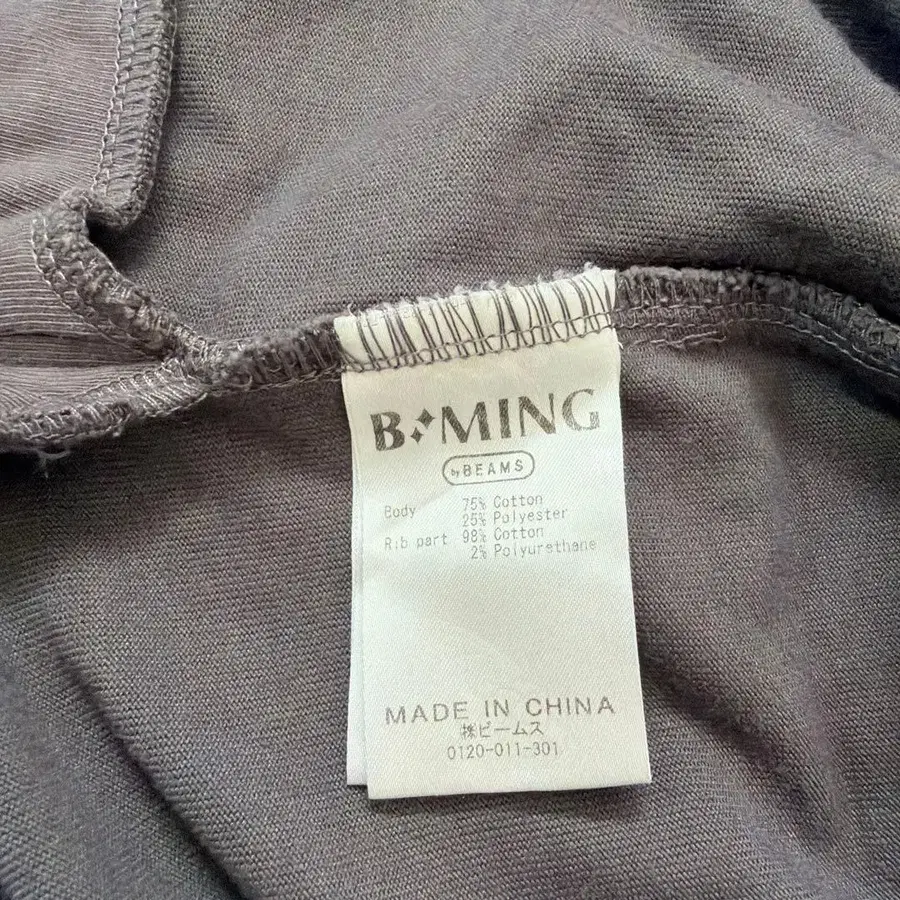 B MING
by BEAMS
Body 75% Cotton
25% Polyester
Rib part 98% Cotton
2% Polyurethane
MADE IN CHINA
㈱ビームス
0120-011-301